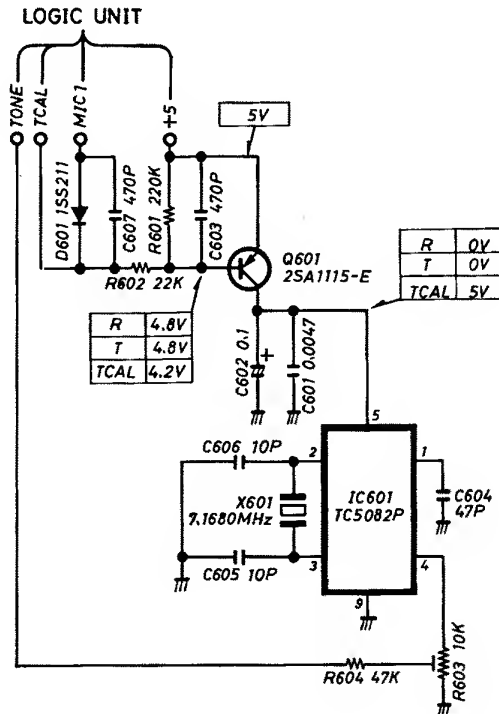 LOGIC UNIT
TONE
TCAL
MIC1
+5
5V
D601 1SS211
C607 470P
R601 220K
C603 470P
Q601
2SA1115-E
R602 22K
R 0V
T 0V
TCAL 5V
R 4.8V
T 4.8V
TCAL 4.2V
C602 0.1
+
C601 0.0047
5
C606 10P
2
1
X601
7.1680MHz
IC601
TC5082P
C604
47P
C605 10P
3
4
9
R603 10K
R604 47K